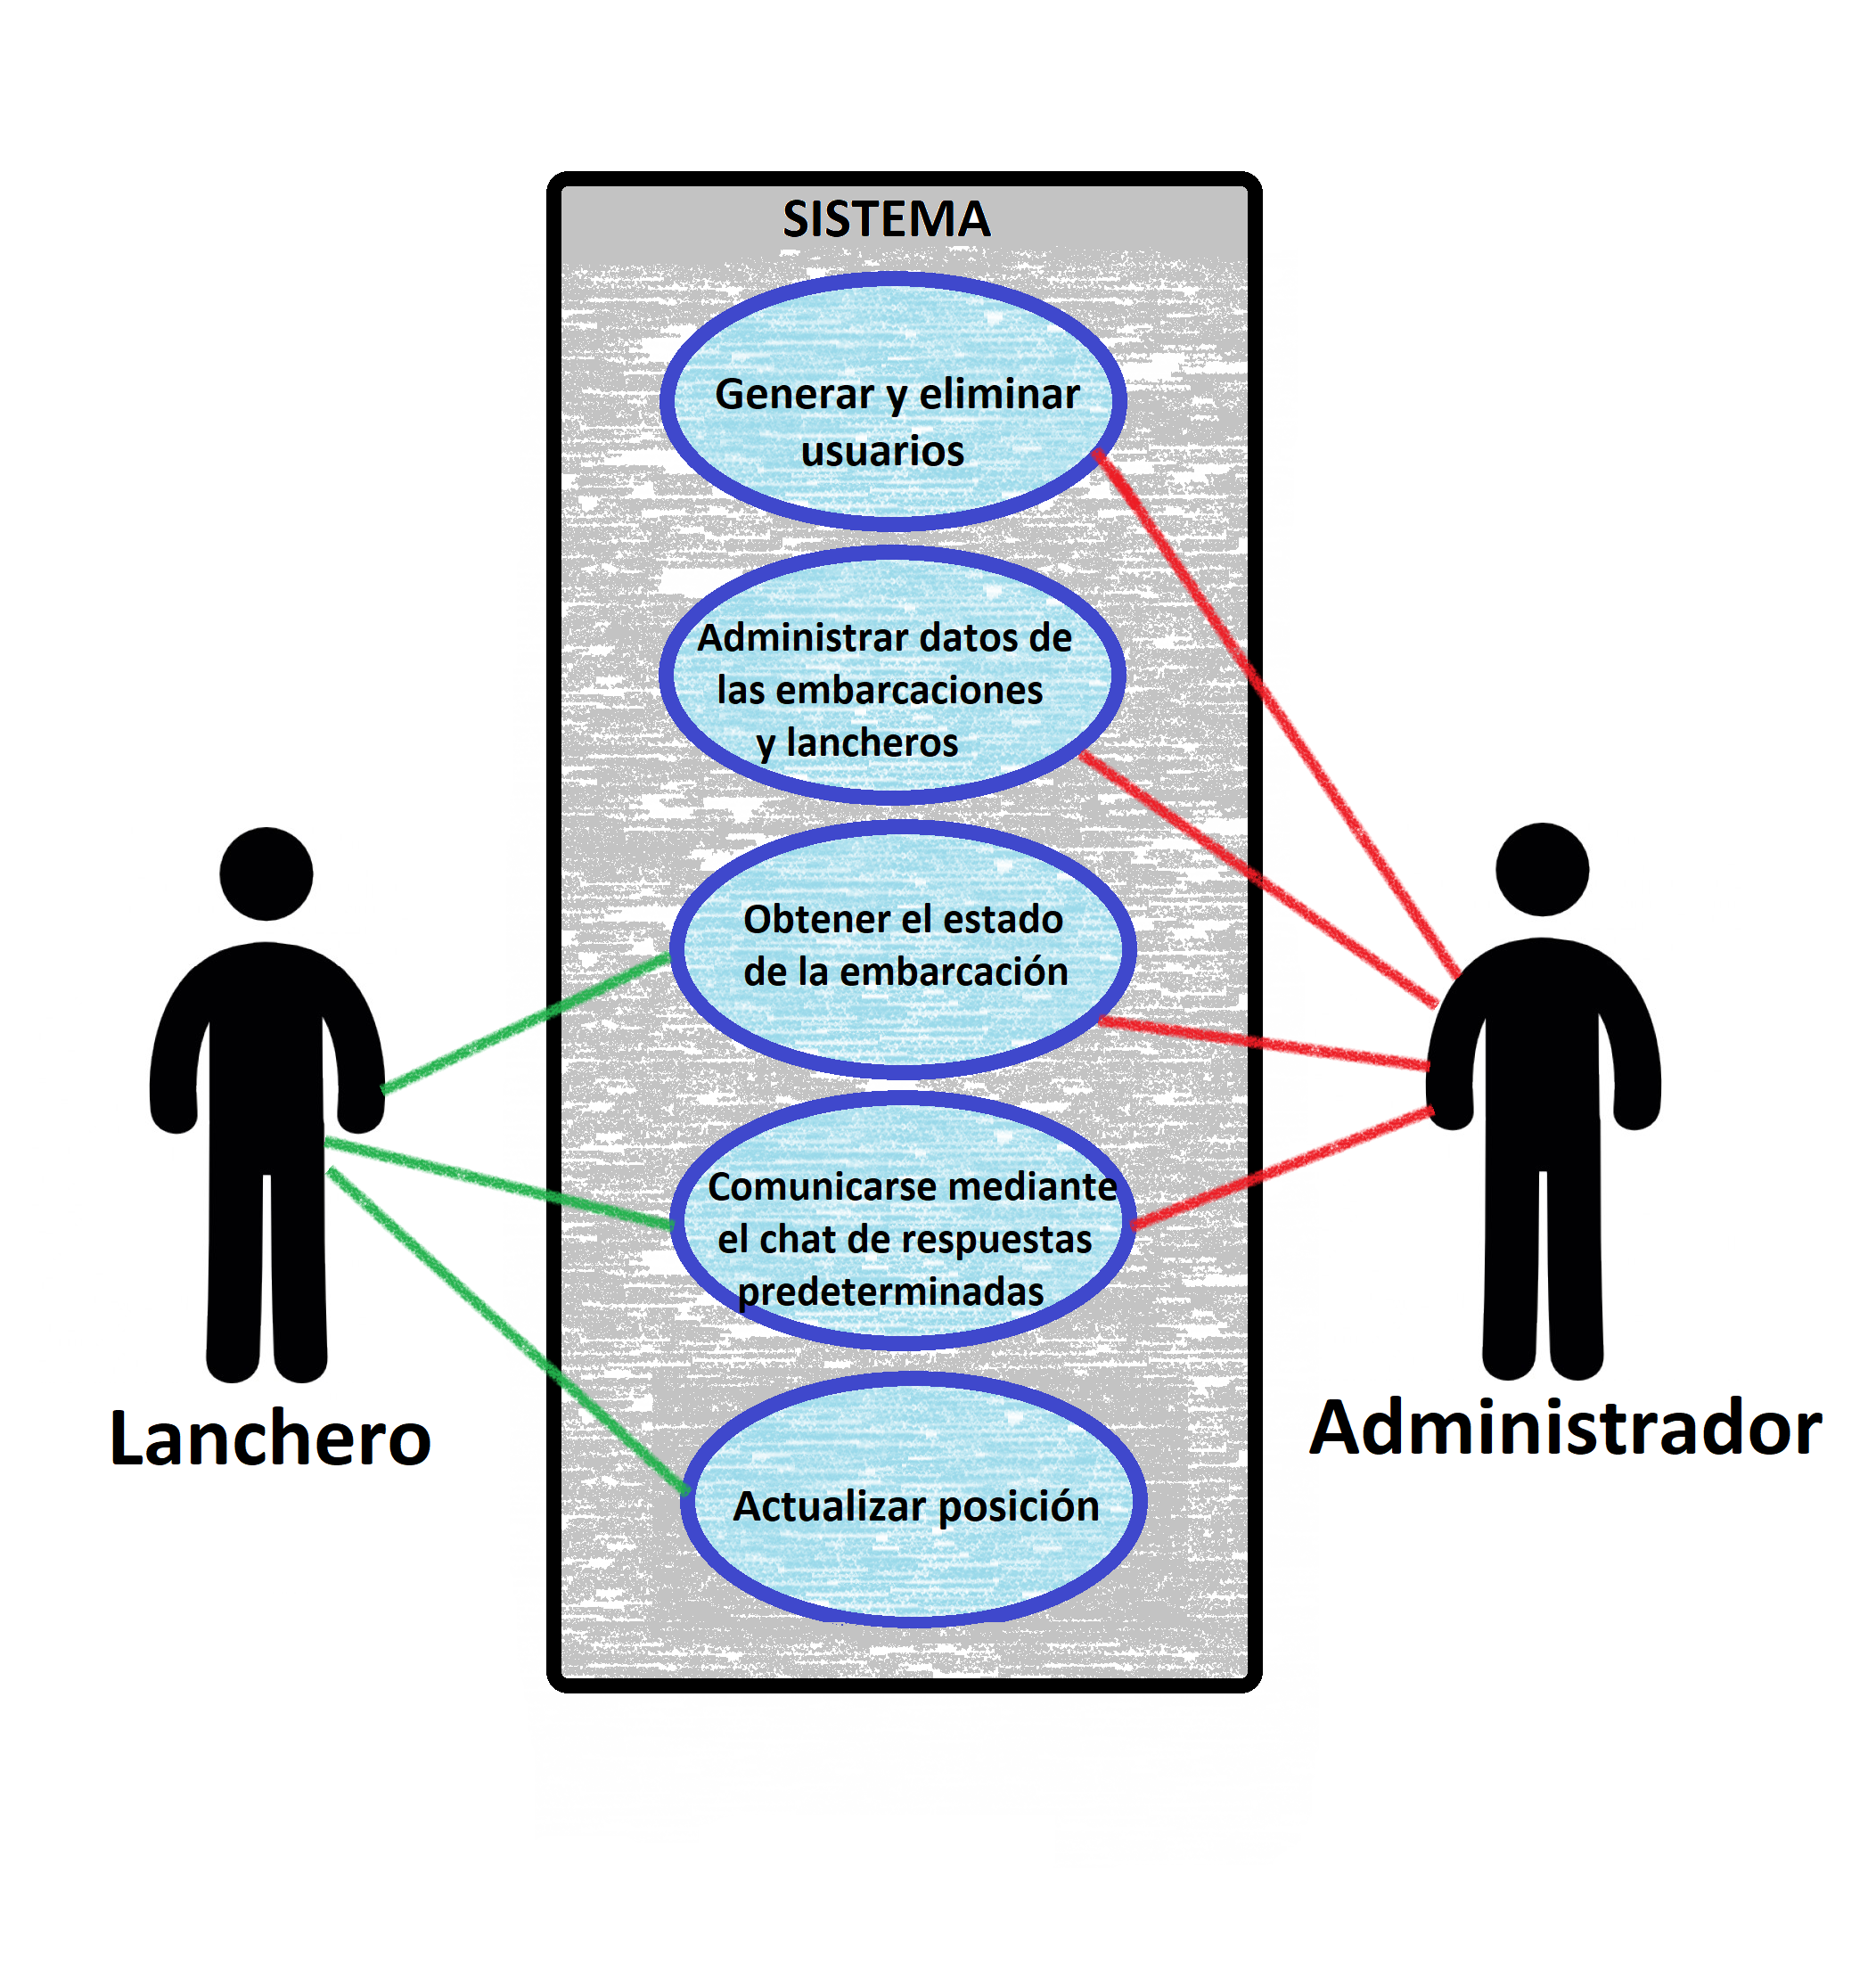 SISTEMA
Generar y eliminar
usuarios
Administrar datos de
las embarcaciones
y lancheros
Obtener el estado
de la embarcación
Comunicarse mediante
el chat de respuestas
predeterminadas
Actualizar posición
Lanchero
Administrador